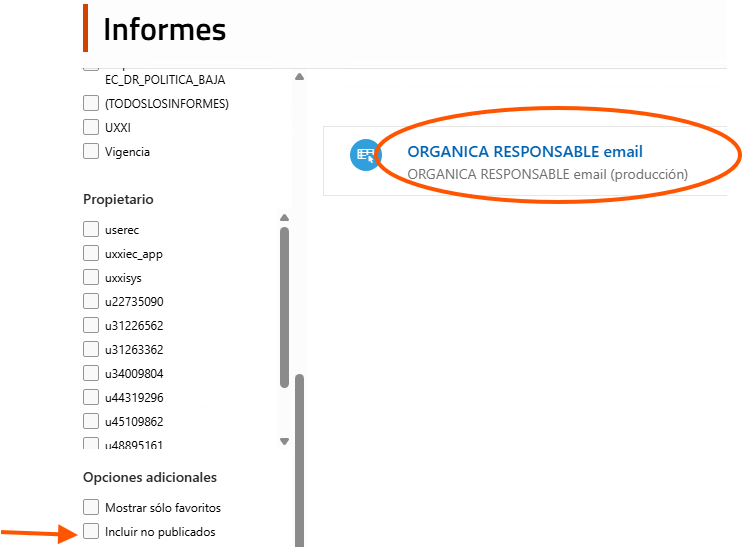 Informes
EC_DR_POLITICA_BAJA
(TODOSLOSINFORMES)
UXXI
Vigencia
Propietario
userec
uxxiec_app
uxxisys
u22735090
u31226562
u31263362
u34009804
u44319296
u45109862
u48895161
Opciones adicionales
Mostrar sólo favoritos
Incluir no publicados
ORGANICA RESPONSABLE email
ORGANICA RESPONSABLE email (producción)